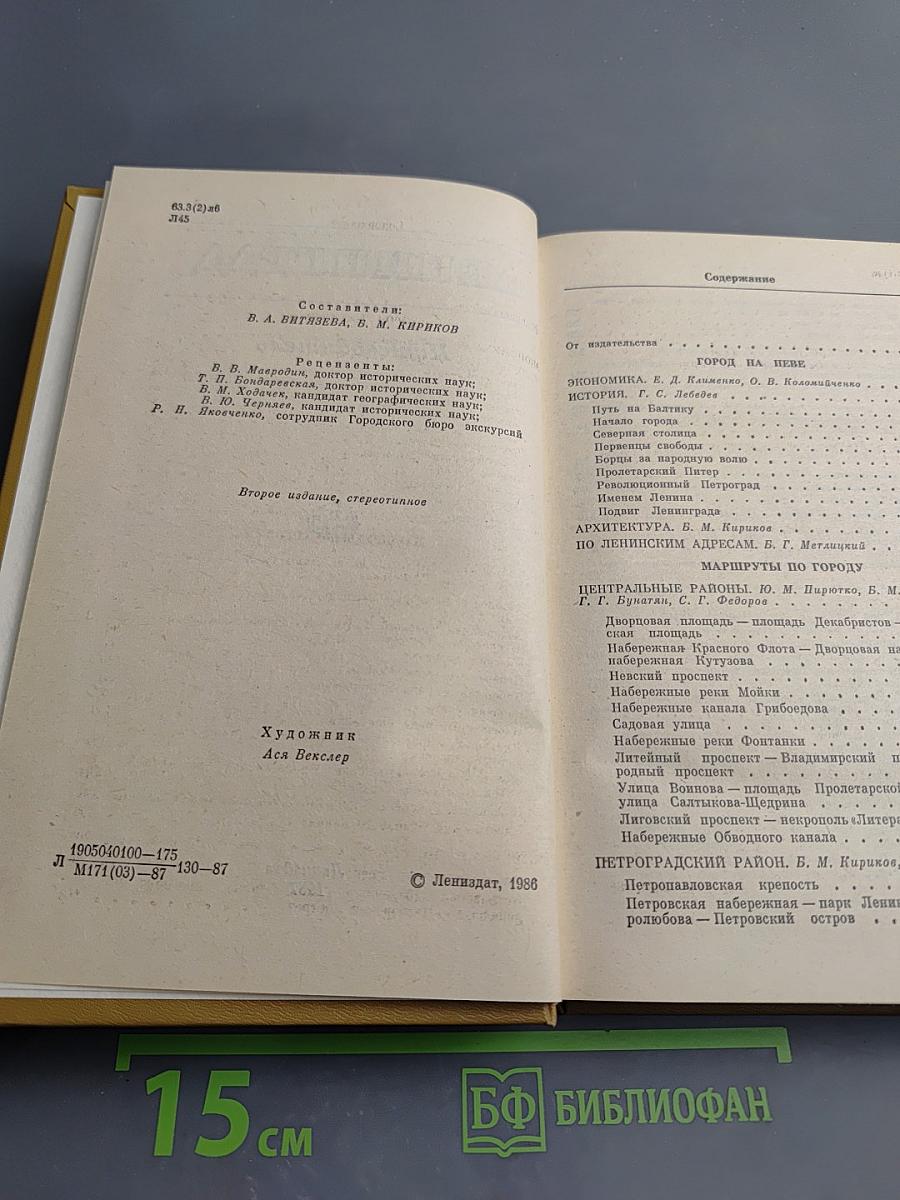 63.3(2)лб
Л45
Составители:
В. А. ВИТЯЗЕВА, Б. М. КИРИКОВ
Рецензенты:
В. В. Мавродин, доктор исторических наук;
Т. П. Бондаревская, доктор исторических наук;
В. М. Ходачек, кандидат географических наук;
В. Ю. Черняев, кандидат исторических наук;
Р. Н. Яковченко, сотрудник Городского бюро экскурсий
Второе издание, стереотипное
Художник
Ася Векслер
Л 1905040100—175
М171(03)—87 130—87
© Лениздат, 1986
Содержание
От издательства
ГОРОД НА НЕВЕ
ЭКОНОМИКА. Е. Д. Клименко, О. В. Коломийченко
ИСТОРИЯ. Г. С. Лебедев
Путь на Балтику
Начало города
Северная столица
Первенцы свободы
Борцы за народную волю
Пролетарский Питер
Революционный Петроград
Именем Ленина
Подвиг Ленинграда
АРХИТЕКТУРА. Б. М. Кириков
ПО ЛЕНИНСКИМ АДРЕСАМ. Б. Г. Метлицкий
МАРШРУТЫ ПО ГОРОДУ
ЦЕНТРАЛЬНЫЕ РАЙОНЫ. Ю. М. Пирютко, Б. М.
Г. Г. Бунатян, С. Г. Федоров
Дворцовая площадь — площадь Декабристов —
ская площадь
Набережная Красного Флота — Дворцовая на
набережная Кутузова
Невский проспект
Набережные реки Мойки
Набережные канала Грибоедова
Садовая улица
Набережные реки Фонтанки
Литейный проспект — Владимирский п
родный проспект
Улица Воинова — площадь Пролетарской
улица Салтыкова-Щедрина
Лиговский проспект — некрополь «Литера
Набережные Обводного канала
ПЕТРОГРАДСКИЙ РАЙОН. Б. М. Кириков,
Петропавловская крепость
Петровская набережная — парк Ленин
ролюбова — Петровский остров
15 см
БФ БИБЛИОФАН